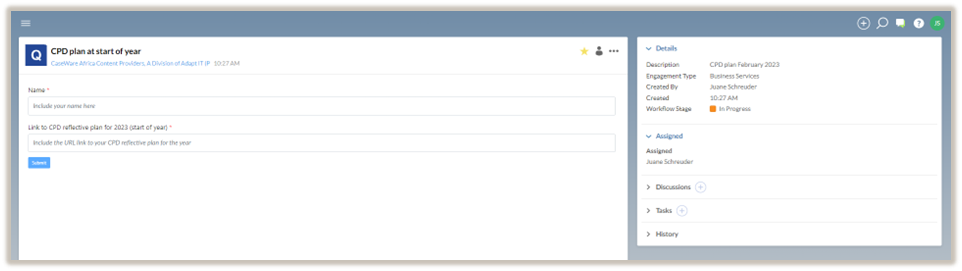 JS
Q
CPD plan at start of year
CaseWare Africa Content Providers, A Division of Adapt IT (P 10:27 AM
Name *
Include your name here
Link to CPD reflective plan for 2023 (start of year) *
Include the URL link to your CPD reflective plan for the year
Submit
Details
Description CPD plan February 2023
Engagement Type Business Services
Created By Juane Schreuder
Created 10:27 AM
Workflow Stage In Progress
Assigned
Assigned
Juane Schreuder
Discussions
Tasks
History